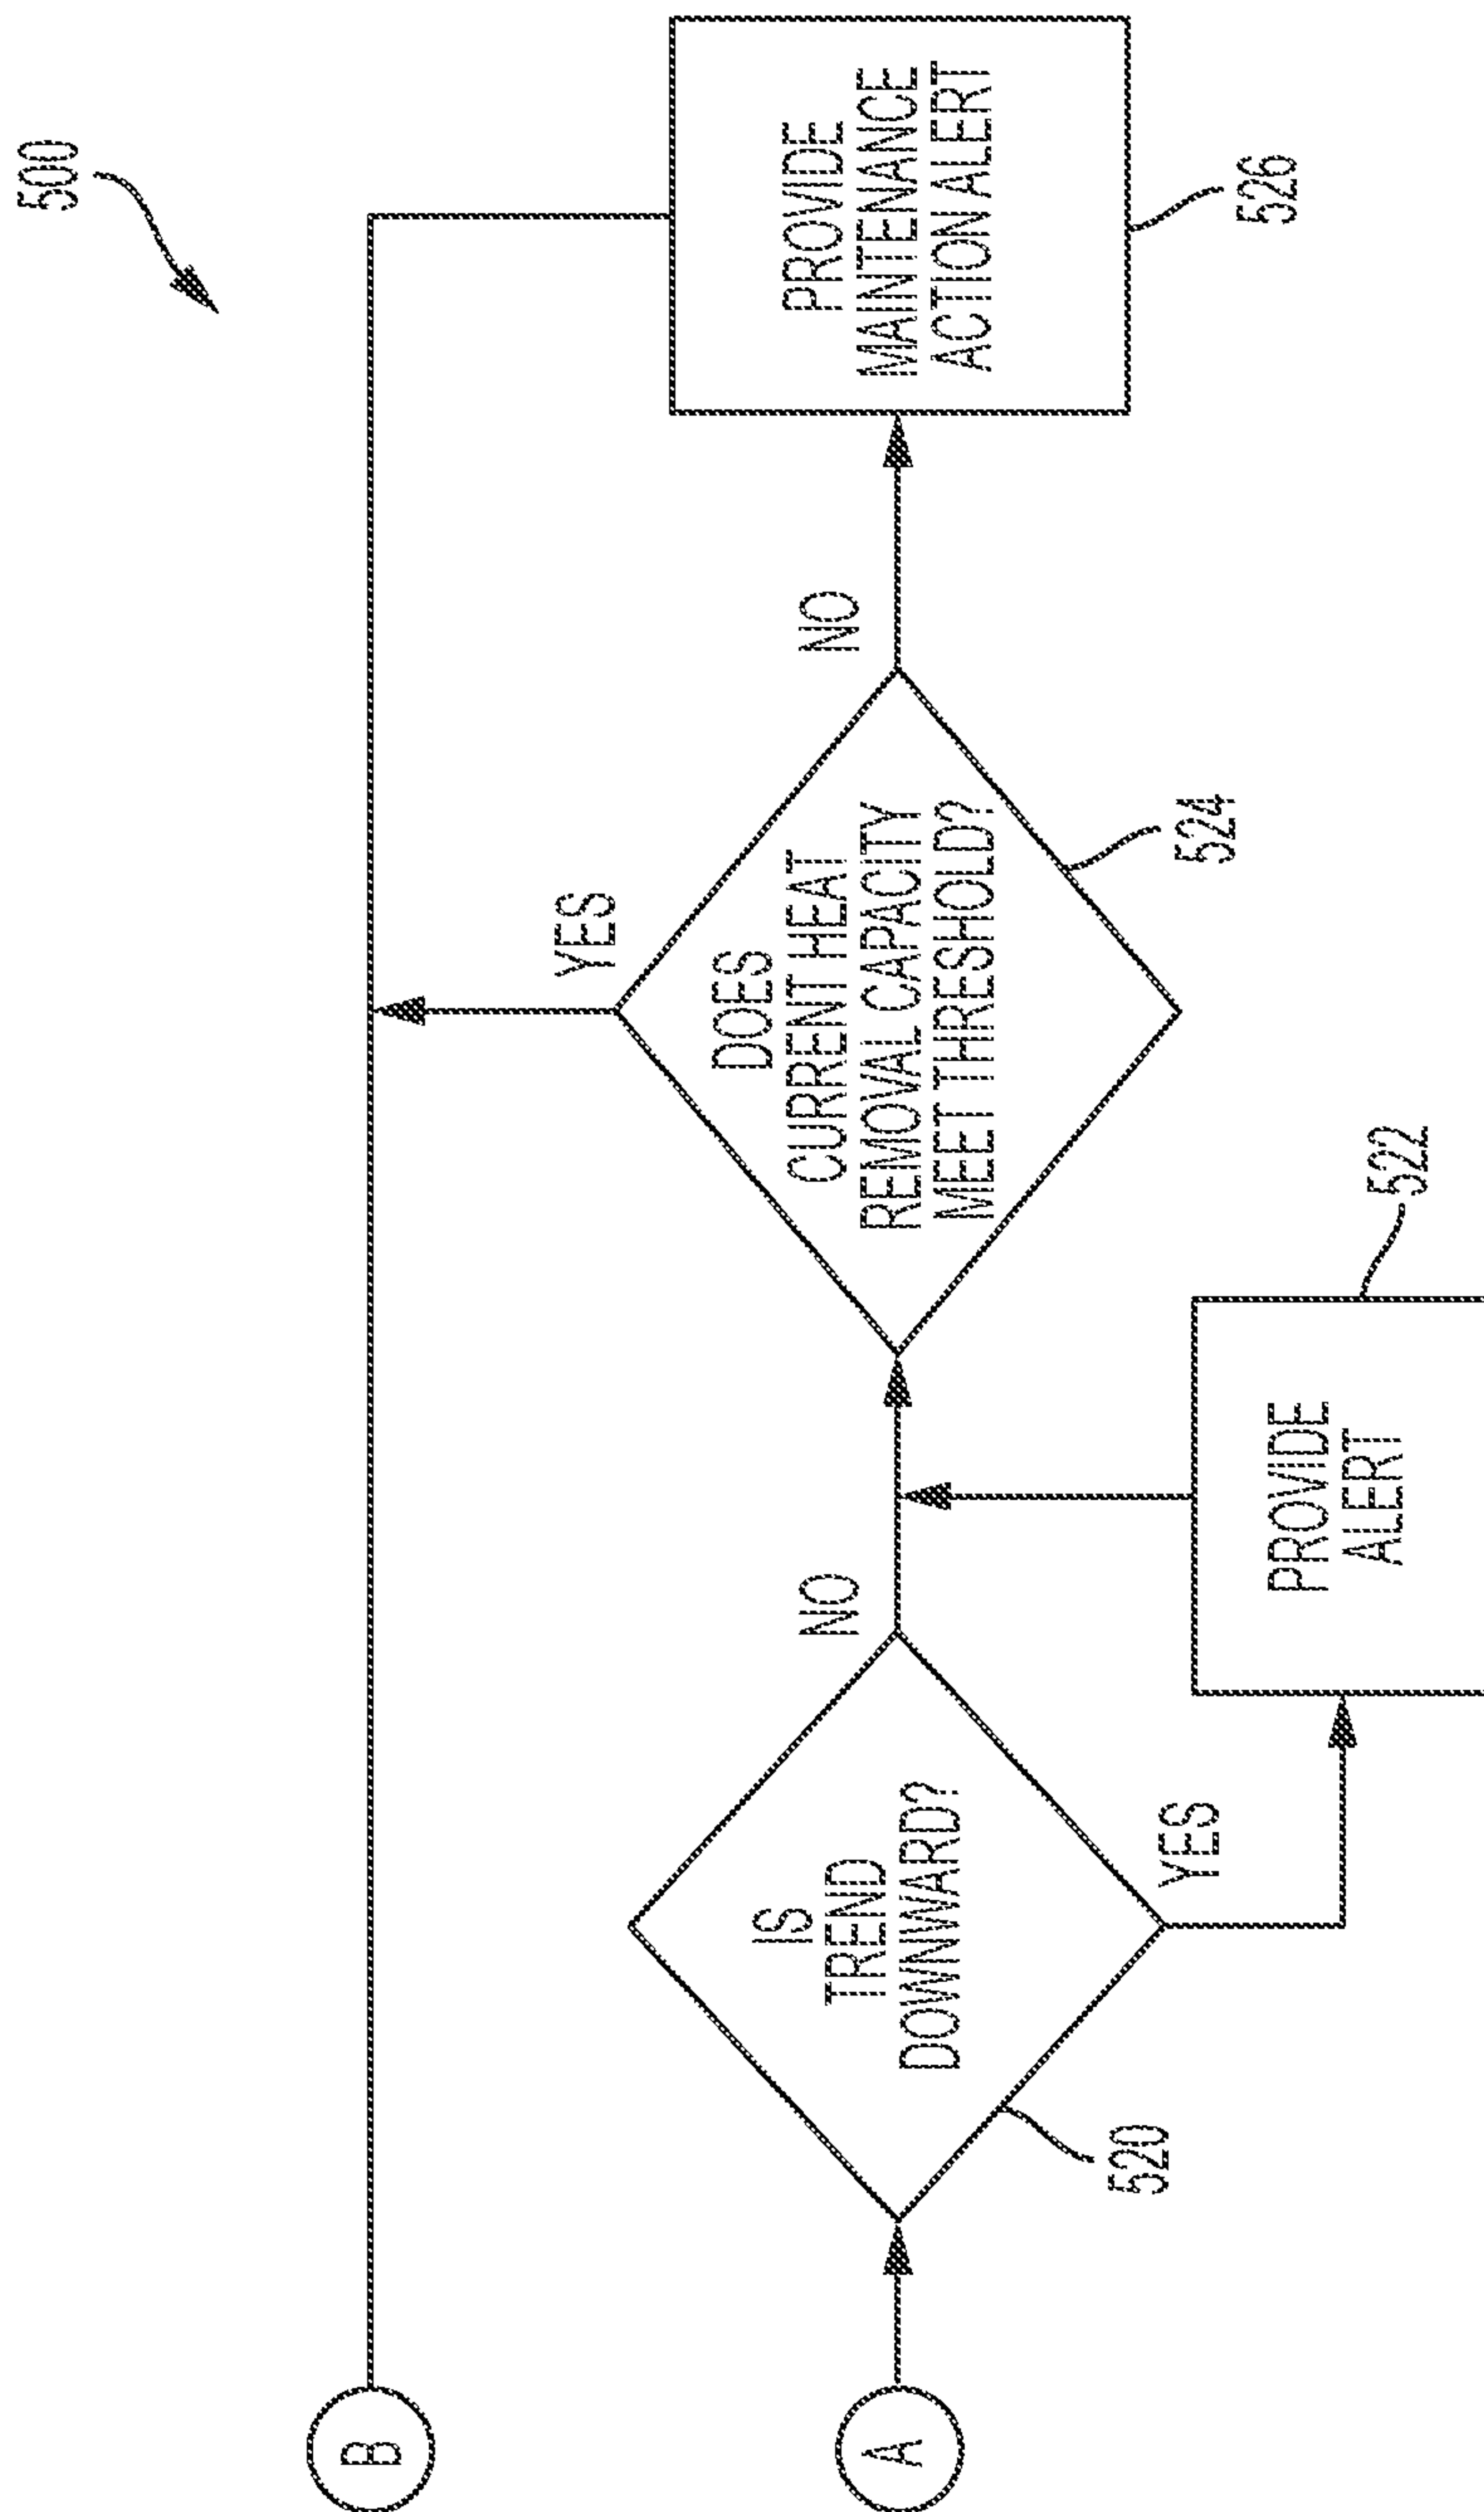 500
B
A
IS
TREND
DOWNWARD?
520
NO
YES
PROVIDE
ALERT
522
DOES
CURRENT HEAT
REMOVAL CAPACITY
MEET THRESHOLD?
524
YES
NO
PROVIDE
MAINTENANCE
ACTION ALERT
526